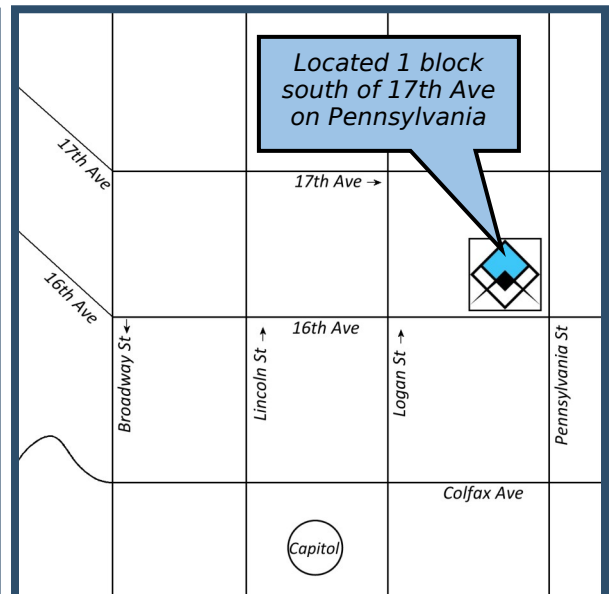 Located 1 block
south of 17th Ave
on Pennsylvania
17th Ave
17th Ave →
16th Ave
16th Ave
Broadway St →
Lincoln St →
Logan St →
Pennsylvania St
Colfax Ave
Capitol